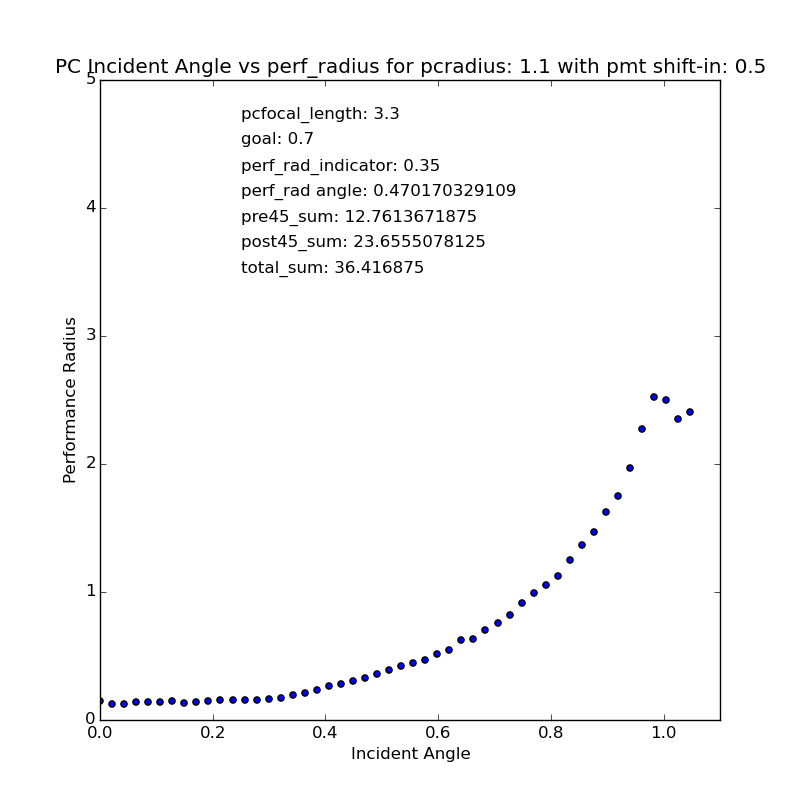 PC Incident Angle vs perf_radius for pcradius: 1.1 with pmt shift-in: 0.5
5
pcfocal_length: 3.3
goal: 0.7
perf_rad_indicator: 0.35
perf_rad angle: 0.470170329109
4
pre45_sum: 12.7613671875
post45_sum: 23.6555078125
total_sum: 36.416875
3
Performance Radius
2
1
0
0.0 0.2 0.4 0.6 0.8 1.0
Incident Angle